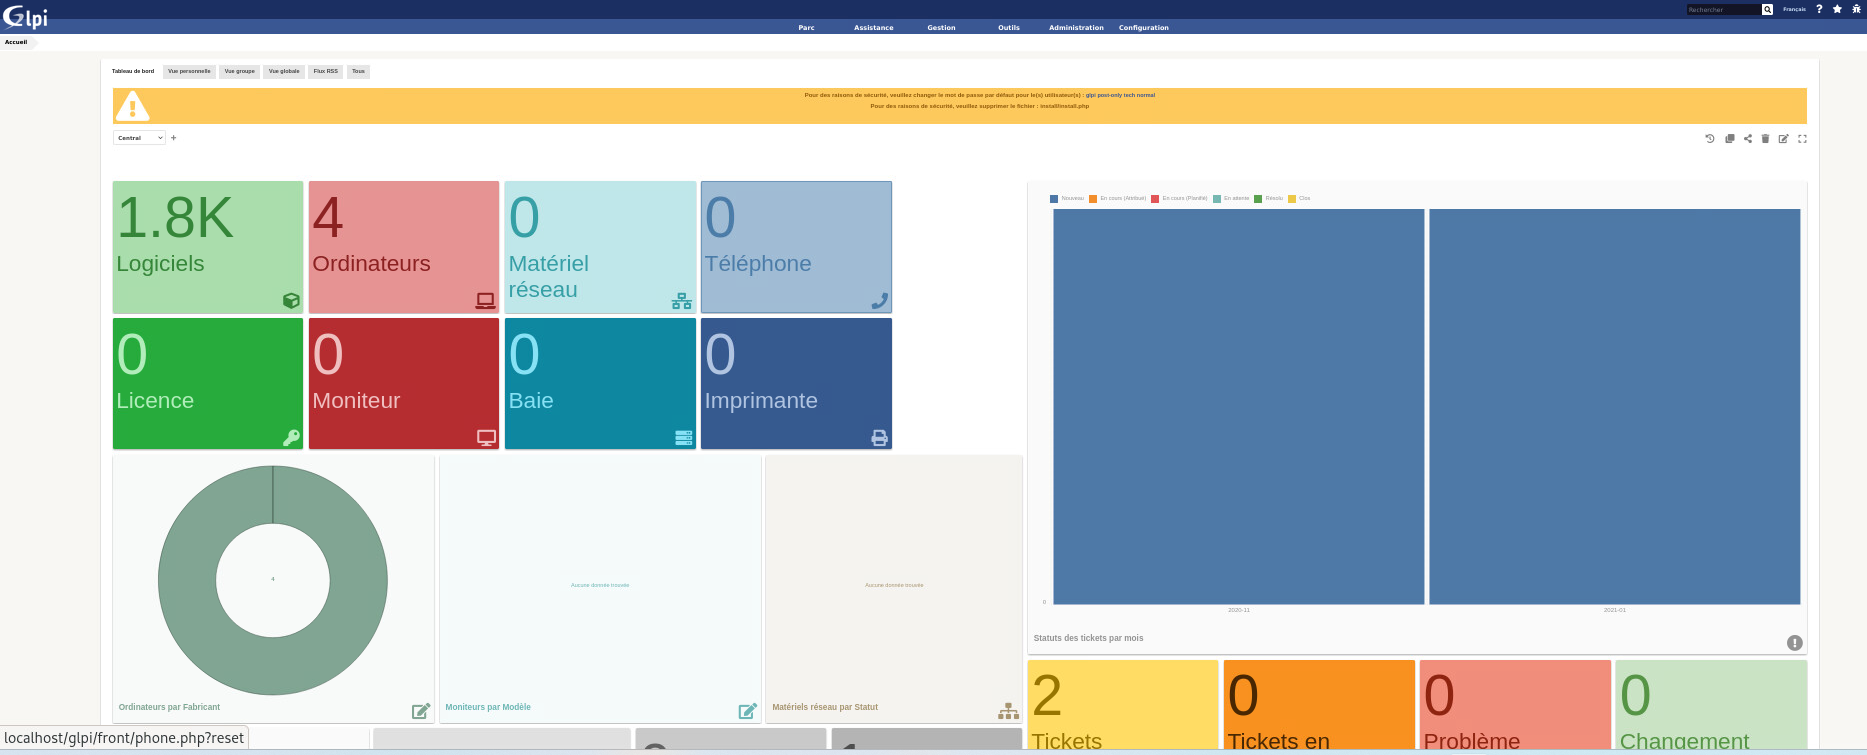 Glpi
Rechercher
Français
Parc
Assistance
Gestion
Outils
Administration
Configuration
Accueil
Tableau de bord
Vue personnelle
Vue groupe
Vue globale
Flux RSS
Tous
Pour des raisons de sécurité, veuillez changer le mot de passe par défaut pour le(s) utilisateur(s) : glpi post-only tech normal
Pour des raisons de sécurité, veuillez supprimer le fichier : install/install.php
Central
1.8K
Logiciels
4
Ordinateurs
0
Matériel
réseau
0
Téléphone
0
Licence
0
Moniteur
0
Baie
0
Imprimante
Nouveau
En cours (Attribué)
En cours (Planifié)
En attente
Résolu
Clos
0
2020-11
2021-01
Statuts des tickets par mois
4
Ordinateurs par Fabricant
Aucune donnée trouvée
Moniteurs par Modèle
Aucune donnée trouvée
Matériels réseau par Statut
2
Tickets
0
Tickets en
0
Problème
0
Changement
localhost/glpi/front/phone.php?reset